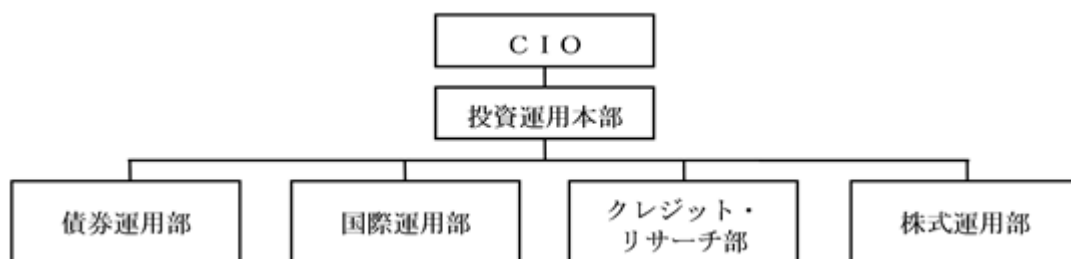 ＣＩＯ
投資運用本部
債券運用部
国際運用部
クレジット・
リサーチ部
株式運用部